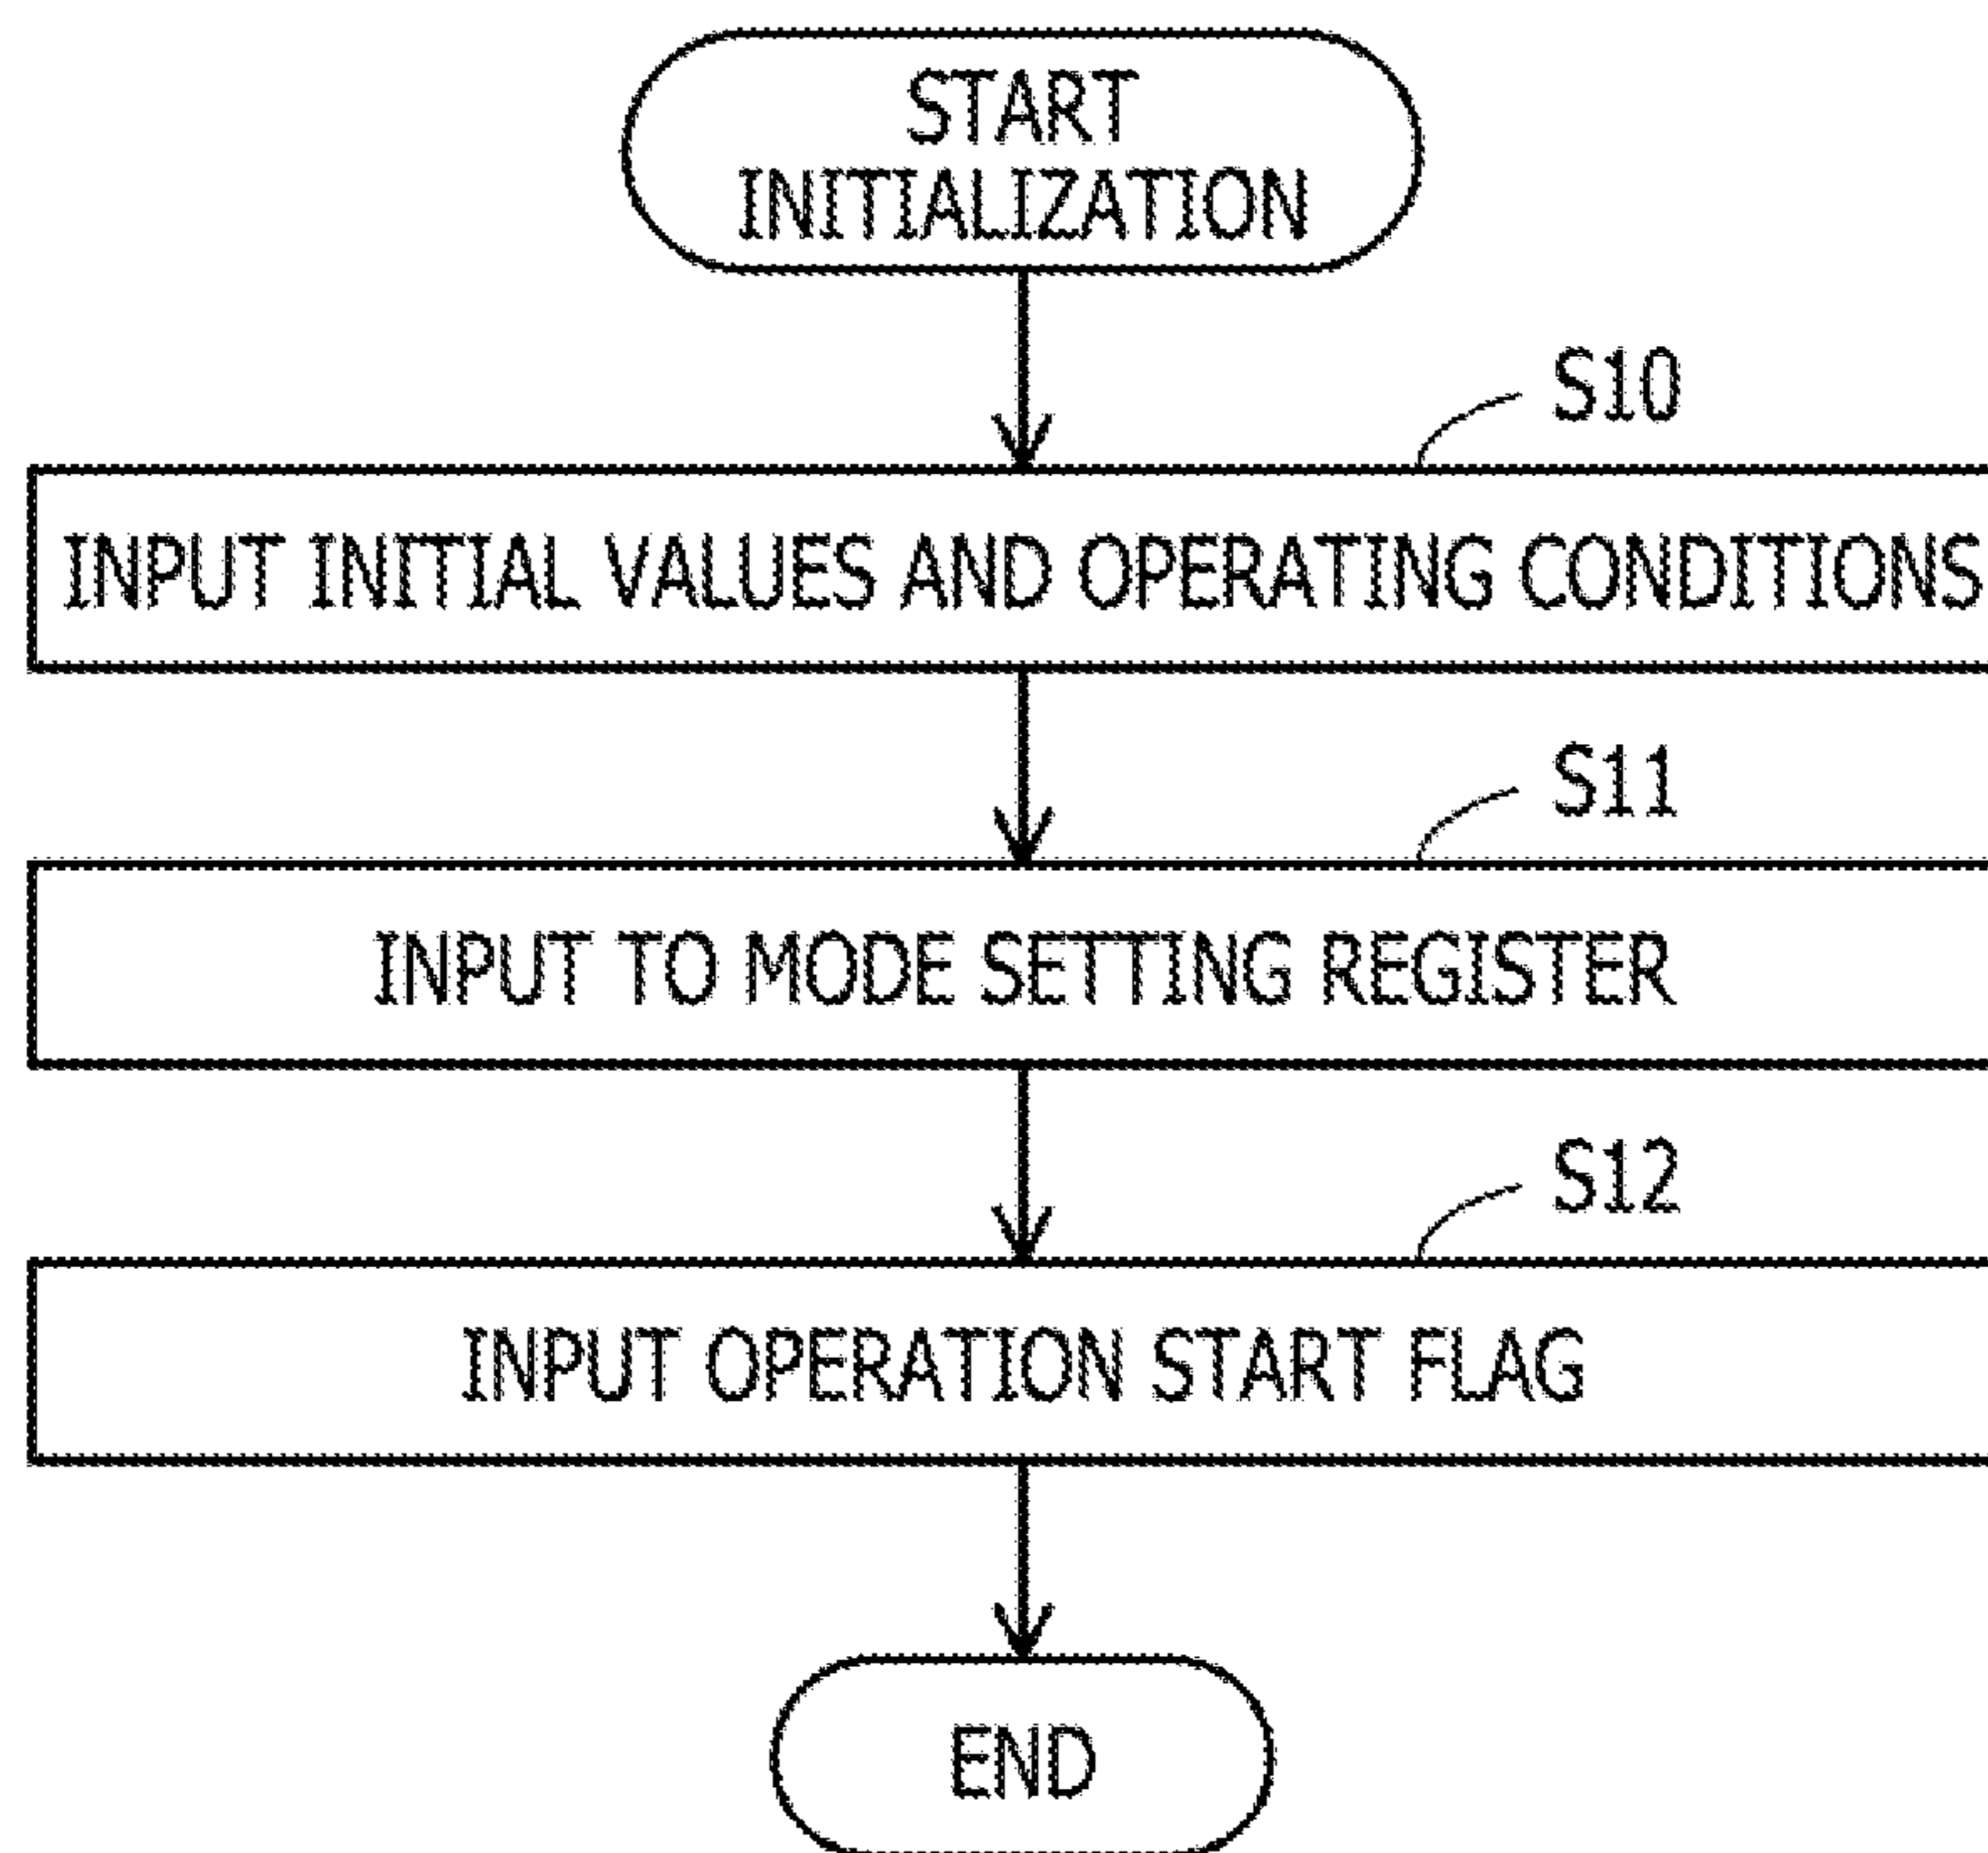 START
INITIALIZATION
S10
INPUT INITIAL VALUES AND OPERATING CONDITIONS
S11
INPUT TO MODE SETTING REGISTER
S12
INPUT OPERATION START FLAG
END